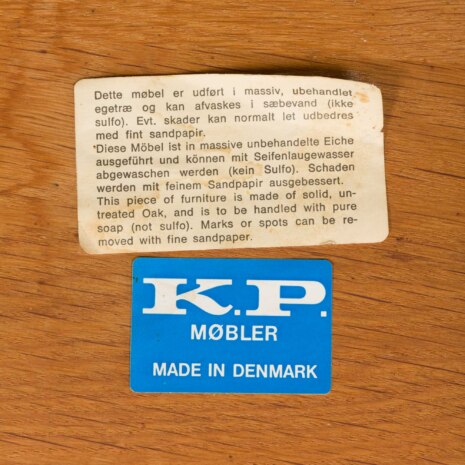 Dette møbel er udført i massiv, ubehandlet
egetræ og kan afvaskes i sæbevand (ikke
sulfo). Evt. skader kan normalt let udbedres
med fint sandpapir.
Diese Möbel ist in massive unbehandlete Eiche
ausgeführt und können mit Seifenlaugewasser
abgewaschen werden (kein Sulfo). Schaden
werden mit feinem Sandpapir ausgebessert.
This piece of furniture is made of solid, un-
treated Oak, and is to be handled with pure
soap (not sulfo). Marks or spots can be re-
moved with fine sandpaper.
K.P.
MØBLER
MADE IN DENMARK